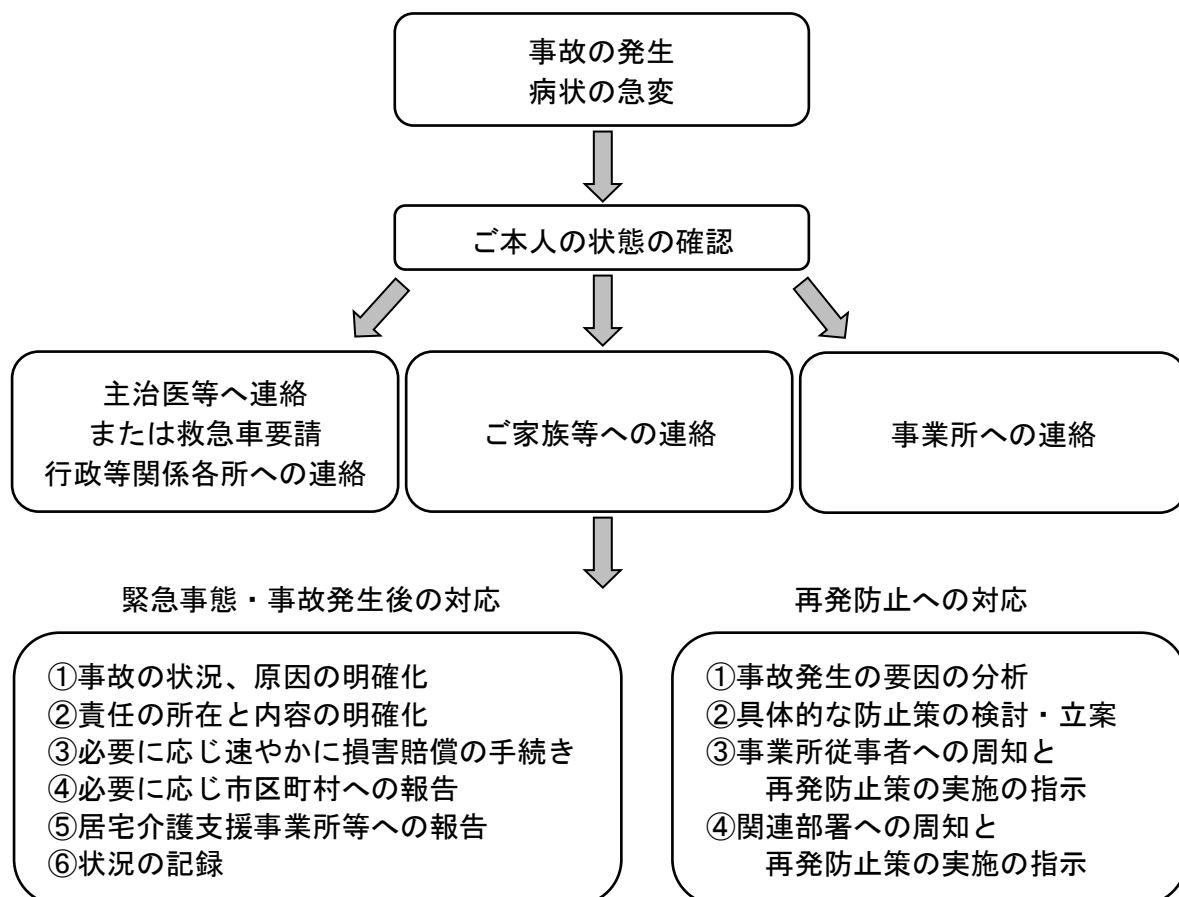 事故の発生
病状の急変
ご本人の状態の確認
主治医等へ連絡
または救急車要請
行政等関係各所への連絡
ご家族等への連絡
事業所への連絡
緊急事態・事故発生後の対応
①事故の状況、原因の明確化
②責任の所在と内容の明確化
③必要に応じ速やかに損害賠償の手続き
④必要に応じ市区町村への報告
⑤居宅介護支援事業所等への報告
⑥状況の記録
再発防止への対応
①事故発生の要因の分析
②具体的な防止策の検討・立案
③事業所従事者への周知と
再発防止策の実施の指示
④関連部署への周知と
再発防止策の実施の指示